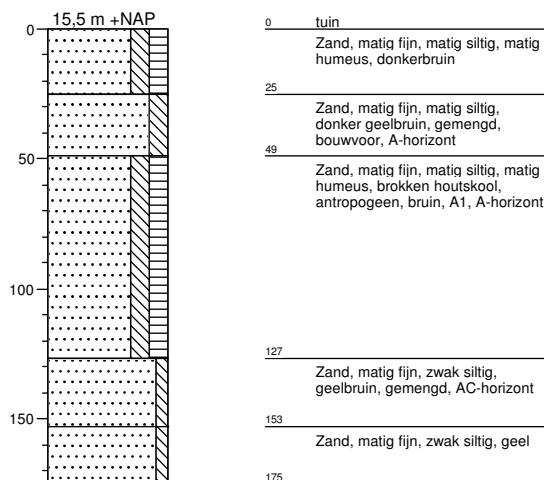 15,5 m +NAP
0
50
100
150
0 tuin
Zand, matig fijn, matig siltig, matig
humeus, donkerbruin
25
Zand, matig fijn, matig siltig,
donker geelbruin, gemengd,
bouwvoor, A-horizont
49
Zand, matig fijn, matig siltig, matig
humeus, brokken houtskool,
antropogeen, bruin, A1, A-horizont
127
Zand, matig fijn, zwak siltig,
geelbruin, gemengd, AC-horizont
153
Zand, matig fijn, zwak siltig, geel
175